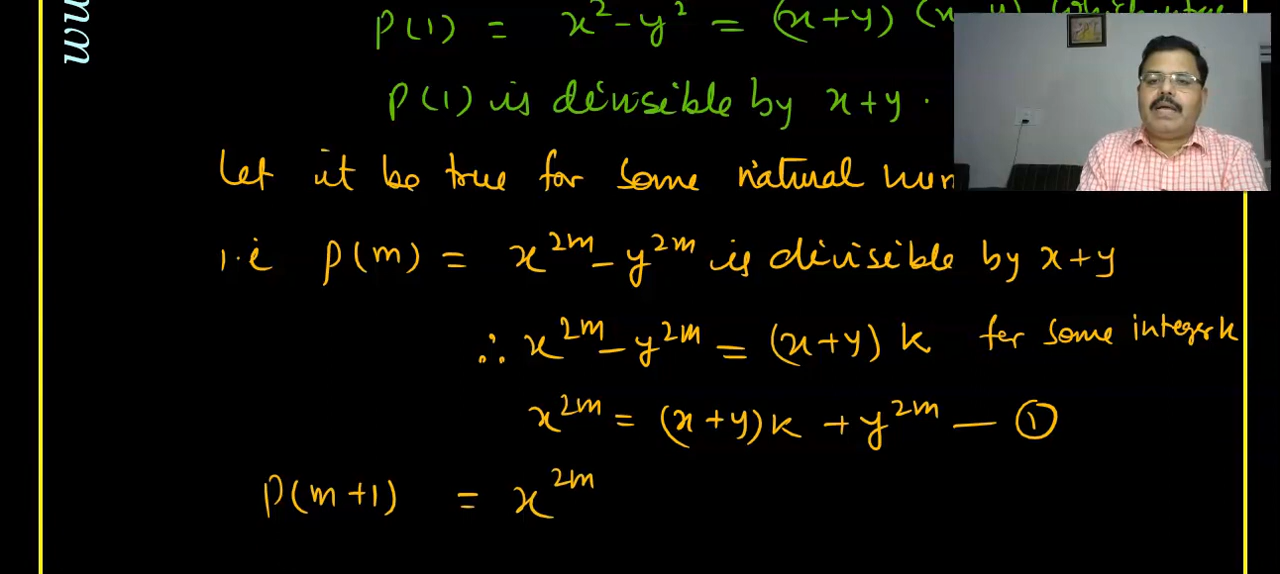 P(1) = x²-y² = (x+y) (x-y) (which
P(1) is divisible by x+y.
Let it be true for some natural
i.e P(m) = x^{2m} - y^{2m} is divisible by x+y
∴ x^{2m} - y^{2m} = (x+y) k for some integer k
x^{2m} = (x+y)k + y^{2m} — ①
P(m+1) = x^{2m}